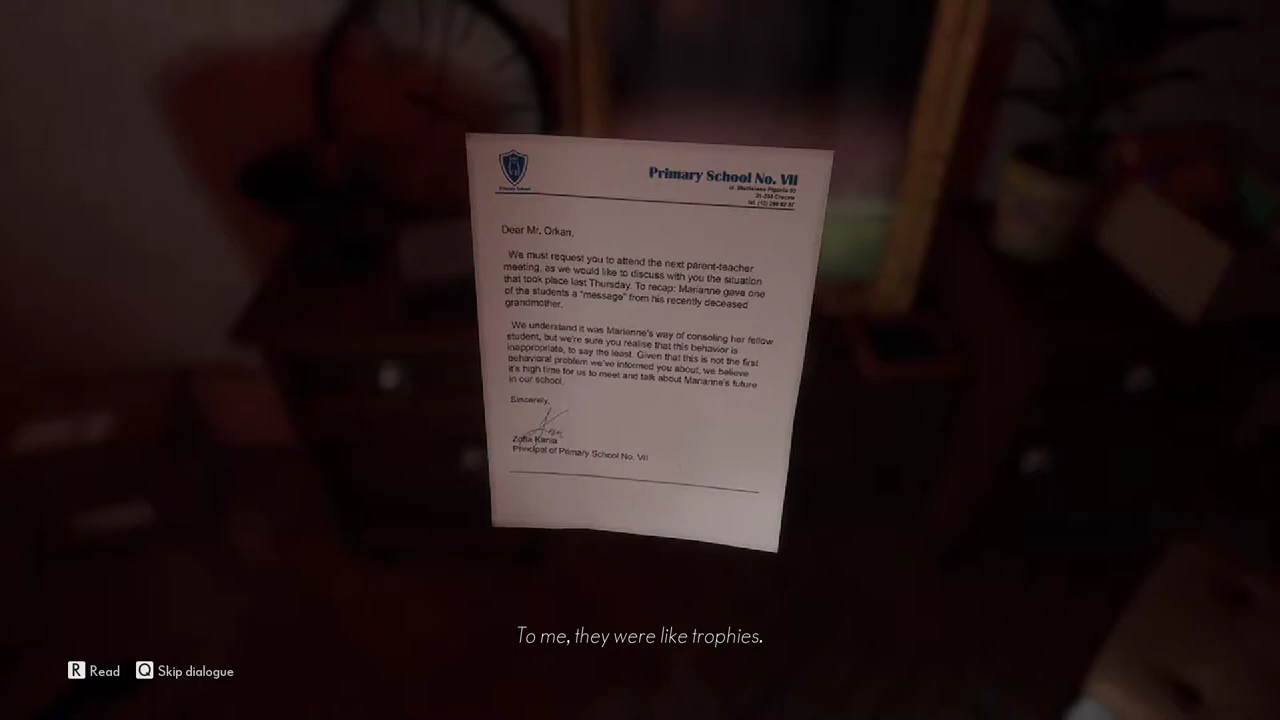 Primary School No. VII
Primary School
Dear Mr. Orkan,
We must request you to attend the next parent-teacher
meeting, as we would like to discuss with you the situation
that took place last Thursday. To recap: Marianne gave one
of the students a "message" from his recently deceased
grandmother.
We understand it was Marianne's way of consoling her fellow
student, but we're sure you realise that this behavior is
inappropriate, to say the least. Given that this is not the first
behavioral problem we've informed you about, we believe
it's high time for us to meet and talk about Marianne's future
in our school.
Sincerely,
Zofia Kania
Principal of Primary School No. VII
To me, they were like trophies.
R Read Q Skip dialogue